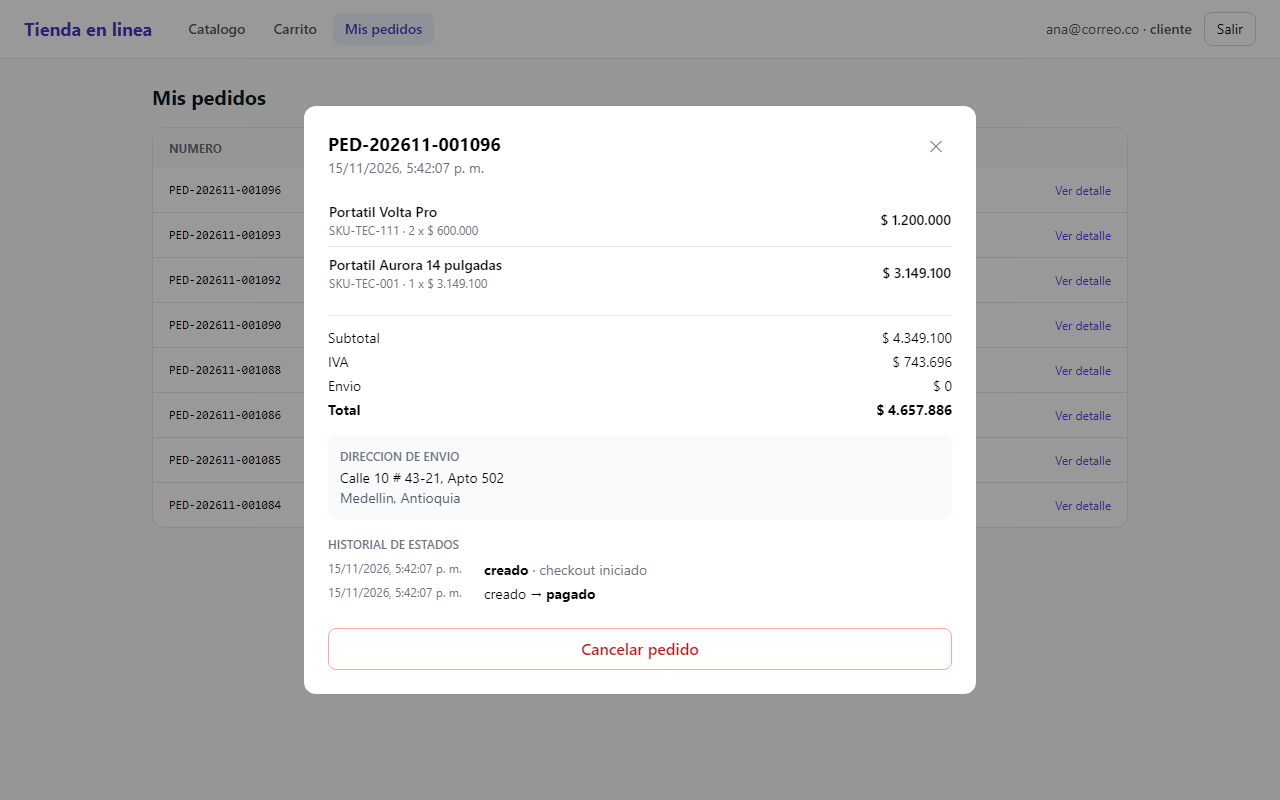 Tienda en linea
Catalogo
Carrito
Mis pedidos
ana@correo.co · cliente
Salir
Mis pedidos
NUMERO
PED-202611-001096 Ver detalle
PED-202611-001093 Ver detalle
PED-202611-001092 Ver detalle
PED-202611-001090 Ver detalle
PED-202611-001088 Ver detalle
PED-202611-001086 Ver detalle
PED-202611-001085 Ver detalle
PED-202611-001084 Ver detalle
PED-202611-001096
15/11/2026, 5:42:07 p. m.
Portatil Volta Pro
SKU-TEC-111 · 2 x $ 600.000
$ 1.200.000
Portatil Aurora 14 pulgadas
SKU-TEC-001 · 1 x $ 3.149.100
$ 3.149.100
Subtotal $ 4.349.100
IVA $ 743.696
Envio $ 0
Total $ 4.657.886
DIRECCION DE ENVIO
Calle 10 # 43-21, Apto 502
Medellin, Antioquia
HISTORIAL DE ESTADOS
15/11/2026, 5:42:07 p. m. creado · checkout iniciado
15/11/2026, 5:42:07 p. m. creado → pagado
Cancelar pedido